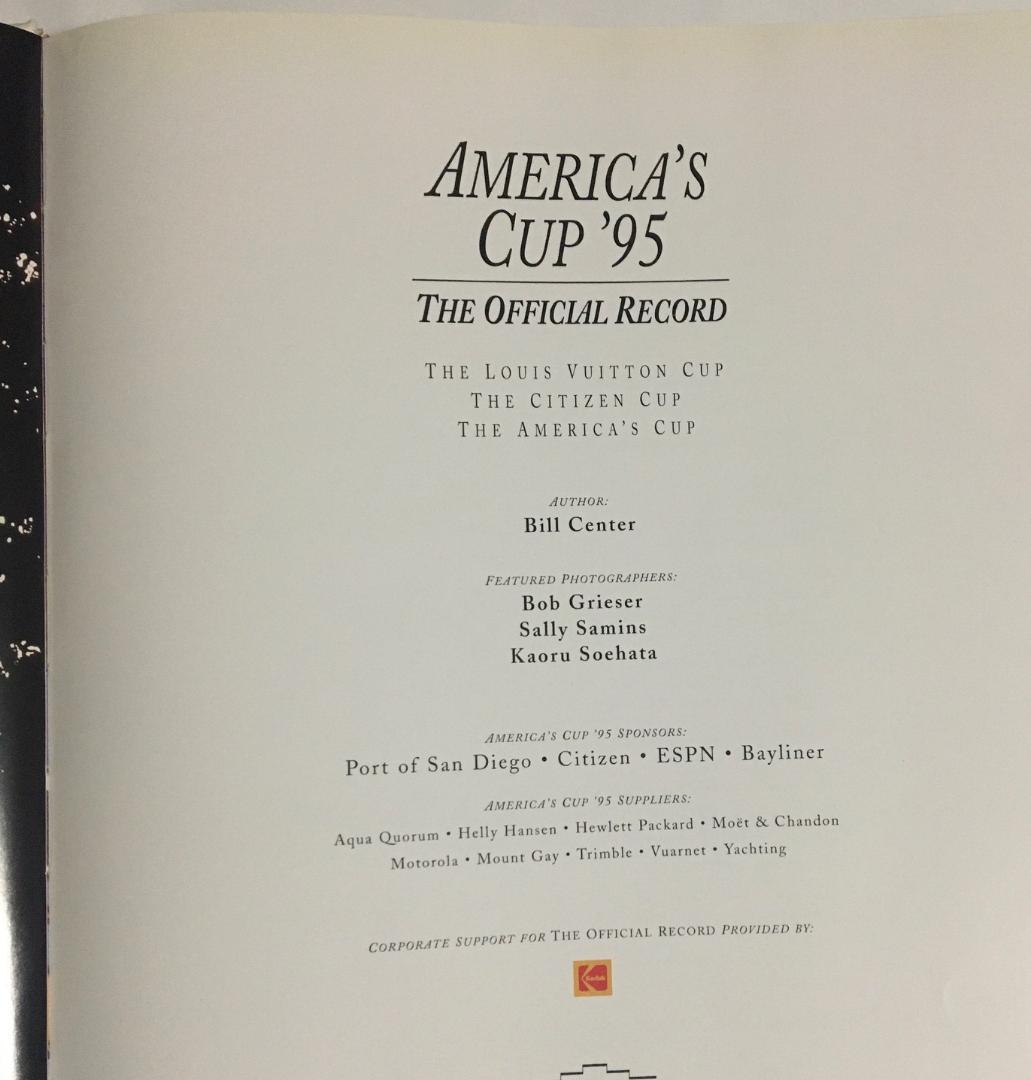 AMERICA'S
CUP '95
THE OFFICIAL RECORD
THE LOUIS VUITTON CUP
THE CITIZEN CUP
THE AMERICA'S CUP
AUTHOR:
Bill Center
FEATURED PHOTOGRAPHERS:
Bob Grieser
Sally Samins
Kaoru Soehata
AMERICA'S CUP '95 SPONSORS:
Port of San Diego • Citizen • ESPN • Bayliner
AMERICA'S CUP '95 SUPPLIERS:
Aqua Quorum • Helly Hansen • Hewlett Packard • Moët & Chandon
Motorola • Mount Gay • Trimble • Vuarnet • Yachting
CORPORATE SUPPORT FOR THE OFFICIAL RECORD PROVIDED BY:
Kodak